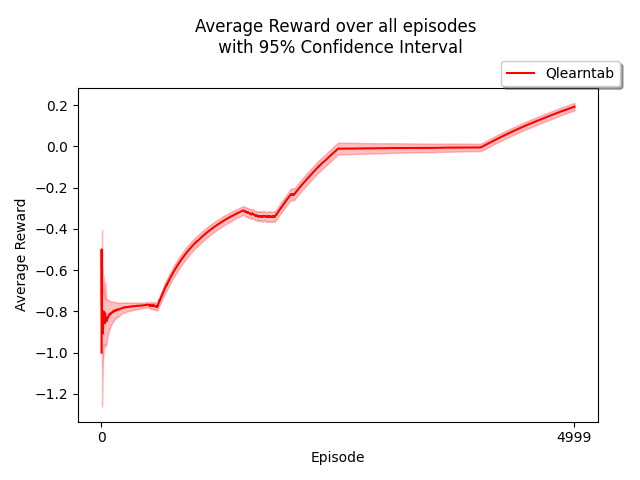 Average Reward over all episodes
with 95% Confidence Interval
Qlearntab
0.2
0.0
−0.2
−0.4
−0.6
−0.8
−1.0
−1.2
Average Reward
0
4999
Episode